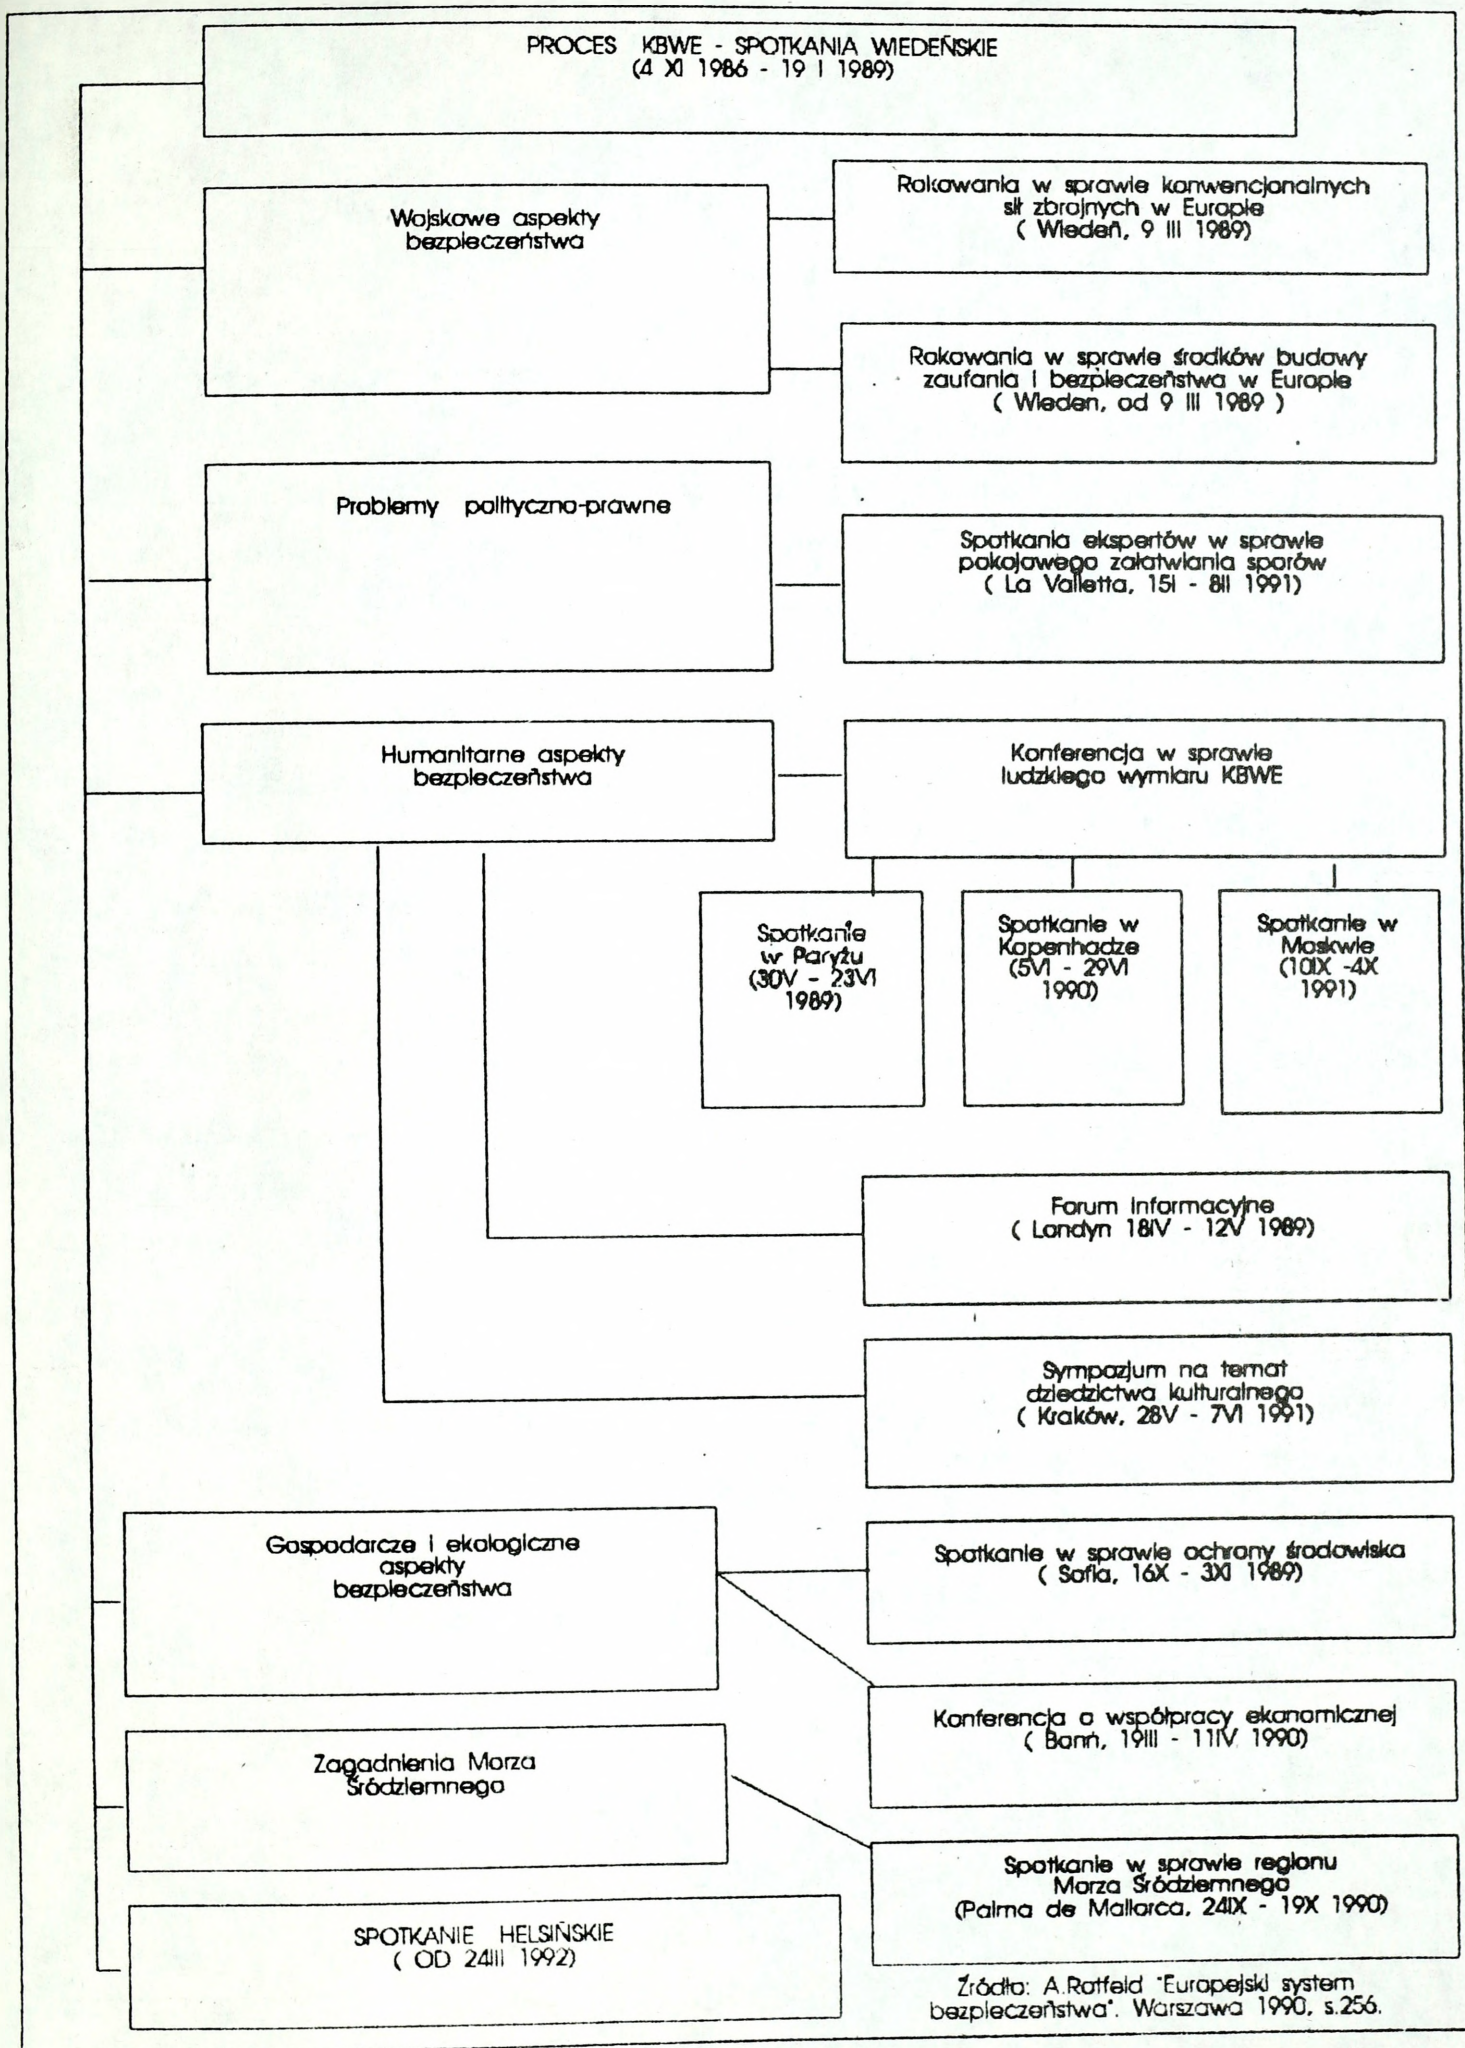 PROCES KBWE - SPOTKANIA WIEDEŃSKIE
(4 XI 1986 - 19 I 1989)
Wojskowe aspekty
bezpieczeństwa
Rokowania w sprawie konwencjonalnych
sił zbrojnych w Europie
( Wiedeń, 9 III 1989)
Rokowania w sprawie środków budowy
zaufania i bezpieczeństwa w Europie
( Wieden, od 9 III 1989 )
Problemy polityczno-prawne
Spotkania ekspertów w sprawie
pokojowego załatwiania sporów
( La Valletta, 15I - 8II 1991)
Humanitarne aspekty
bezpieczeństwa
Konferencja w sprawie
ludzkiego wymiaru KBWE
Spotkanie
w Paryżu
(30V - 23VI
1989)
Spotkanie w
Kopenhadze
(5VI - 29VI
1990)
Spotkanie w
Moskwie
(10IX -4X
1991)
Forum Informacyjne
( Londyn 18IV - 12V 1989)
Sympozjum na temat
dziedzictwa kulturalnego
( Kraków, 28V - 7VI 1991)
Gospodarcze i ekologiczne
aspekty
bezpieczeństwa
Spotkanie w sprawie ochrony środowiska
( Sofia, 16X - 3XI 1989)
Konferencja o współpracy ekonomicznej
( Bonń, 19III - 11IV 1990)
Zagadnienia Morza
Śródziemnego
Spotkanie w sprawie regionu
Morza Śródziemnego
(Palma de Mallorca, 24IX - 19X 1990)
SPOTKANIE HELSIŃSKIE
( OD 24III 1992)
Źródło: A.Rotfeld "Europejski system
bezpieczeństwa". Warszawa 1990, s.256.